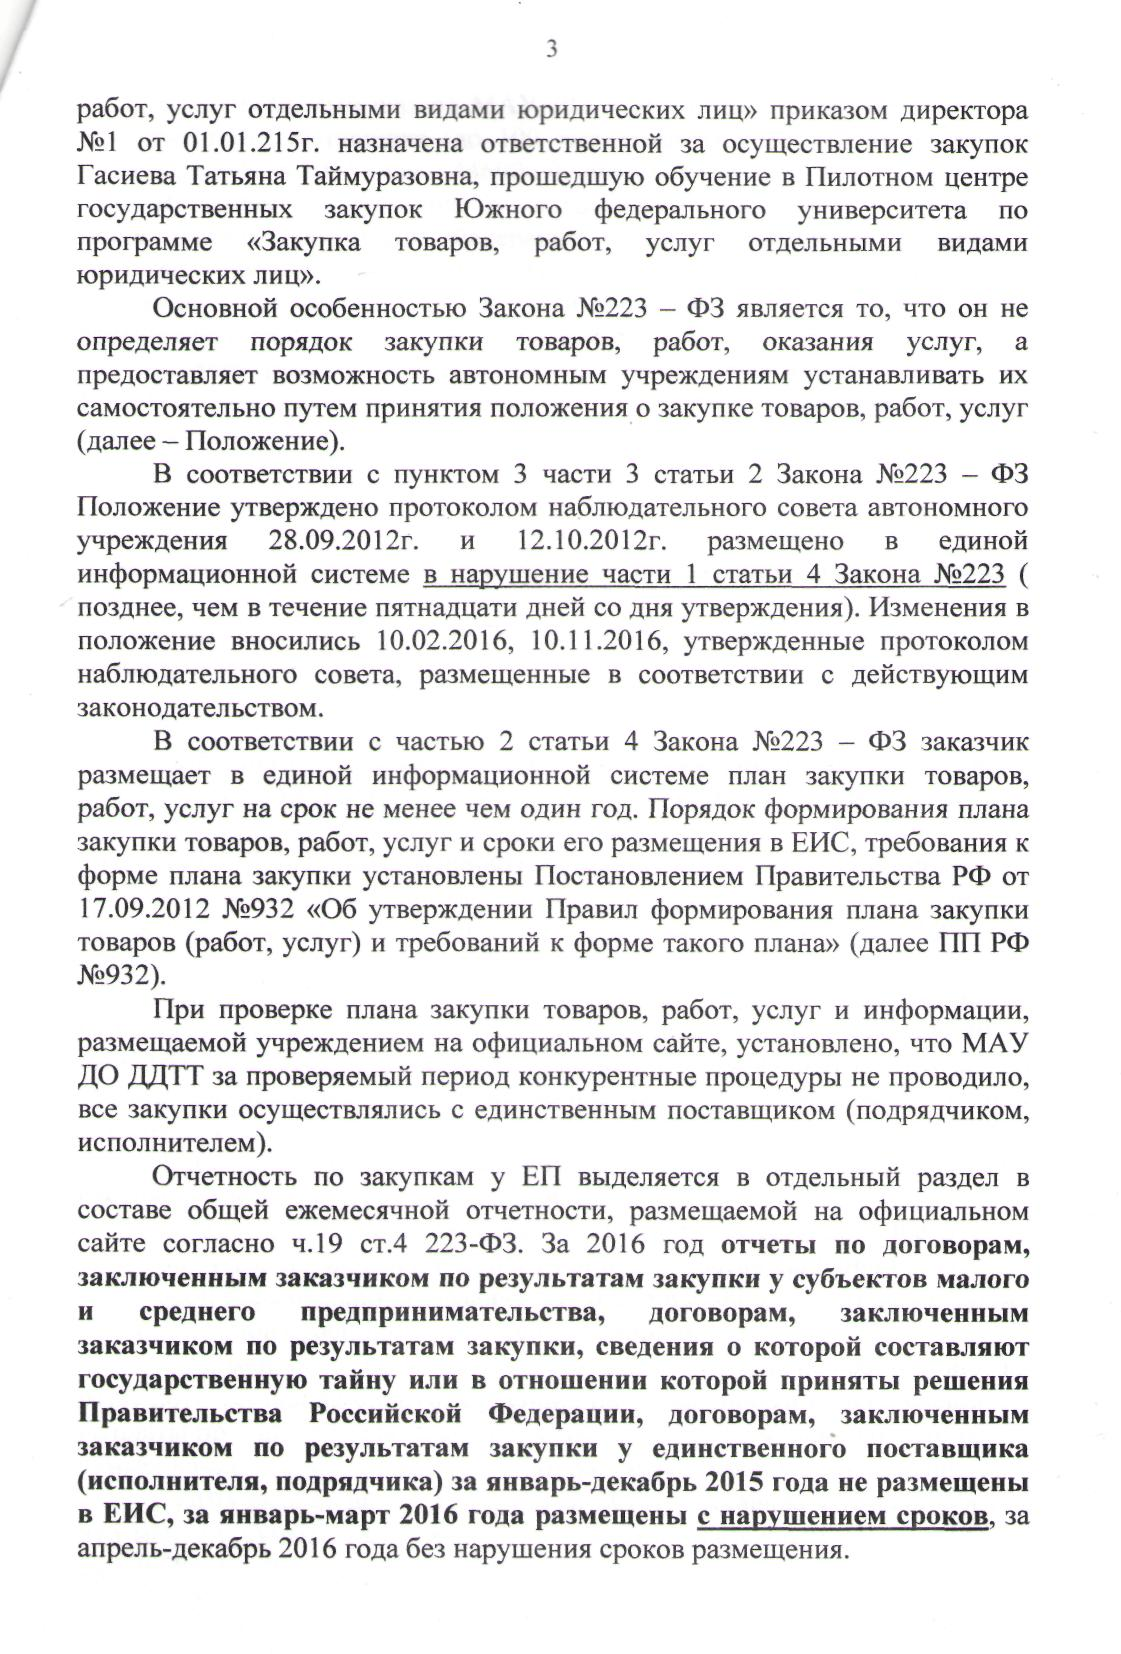 3
работ, услуг отдельными видами юридических лиц» приказом директора
№1 от 01.01.215г. назначена ответственной за осуществление закупок
Гасиева Татьяна Таймуразовна, прошедшую обучение в Пилотном центре
государственных закупок Южного федерального университета по
программе «Закупка товаров, работ, услуг отдельными видами
юридических лиц».
Основной особенностью Закона №223 – ФЗ является то, что он не
определяет порядок закупки товаров, работ, оказания услуг, а
предоставляет возможность автономным учреждениям устанавливать их
самостоятельно путем принятия положения о закупке товаров, работ, услуг
(далее – Положение).
В соответствии с пунктом 3 части 3 статьи 2 Закона №223 – ФЗ
Положение утверждено протоколом наблюдательного совета автономного
учреждения 28.09.2012г. и 12.10.2012г. размещено в единой
информационной системе в нарушение части 1 статьи 4 Закона №223 (
позднее, чем в течение пятнадцати дней со дня утверждения). Изменения в
положение вносились 10.02.2016, 10.11.2016, утвержденные протоколом
наблюдательного совета, размещенные в соответствии с действующим
законодательством.
В соответствии с частью 2 статьи 4 Закона №223 – ФЗ заказчик
размещает в единой информационной системе план закупки товаров,
работ, услуг на срок не менее чем один год. Порядок формирования плана
закупки товаров, работ, услуг и сроки его размещения в ЕИС, требования к
форме плана закупки установлены Постановлением Правительства РФ от
17.09.2012 №932 «Об утверждении Правил формирования плана закупки
товаров (работ, услуг) и требований к форме такого плана» (далее ПП РФ
№932).
При проверке плана закупки товаров, работ, услуг и информации,
размещаемой учреждением на официальном сайте, установлено, что МАУ
ДО ДДТТ за проверяемый период конкурентные процедуры не проводило,
все закупки осуществлялись с единственным поставщиком (подрядчиком,
исполнителем).
Отчетность по закупкам у ЕП выделяется в отдельный раздел в
составе общей ежемесячной отчетности, размещаемой на официальном
сайте согласно ч.19 ст.4 223-ФЗ. За 2016 год отчеты по договорам,
заключенным заказчиком по результатам закупки у субъектов малого
и среднего предпринимательства, договорам, заключенным
заказчиком по результатам закупки, сведения о которой составляют
государственную тайну или в отношении которой приняты решения
Правительства Российской Федерации, договорам, заключенным
заказчиком по результатам закупки у единственного поставщика
(исполнителя, подрядчика) за январь-декабрь 2015 года не размещены
в ЕИС, за январь-март 2016 года размещены с нарушением сроков, за
апрель-декабрь 2016 года без нарушения сроков размещения.